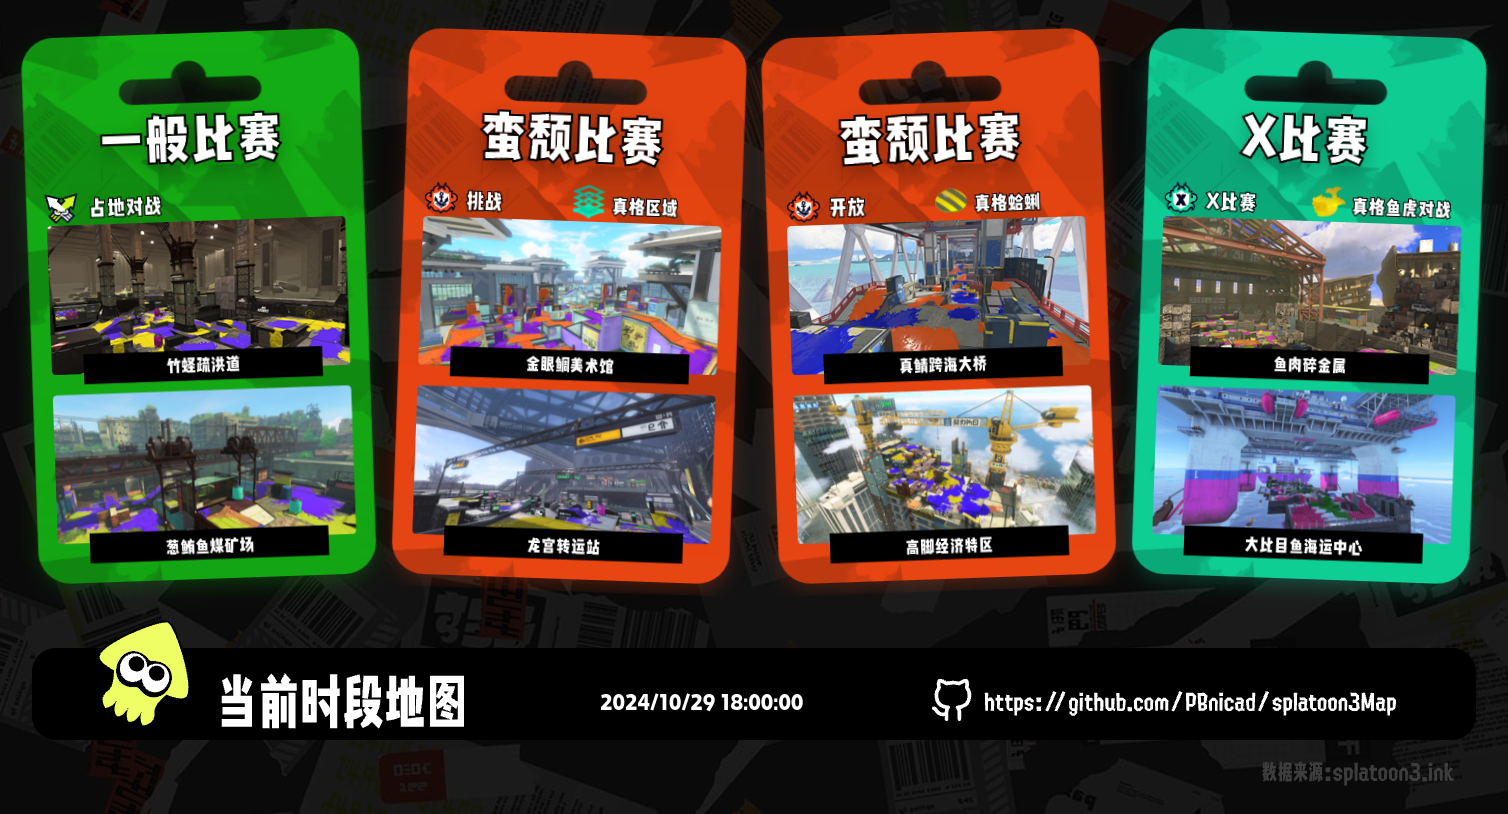 一般比赛
占地对战
竹蛏疏洪道
葱鲔鱼煤矿场
蛮颓比赛
挑战
真格区域
金眼鲷美术馆
龙宫转运站
蛮颓比赛
开放
真格蛤蜊
真鲭跨海大桥
高脚经济特区
X比赛
X比赛
真格鱼虎对战
鱼肉碎金属
大比目鱼海运中心
当前时段地图
2024/10/29 18:00:00
https://github.com/PBnicad/splatoon3Map
数据来源:splatoon3.ink